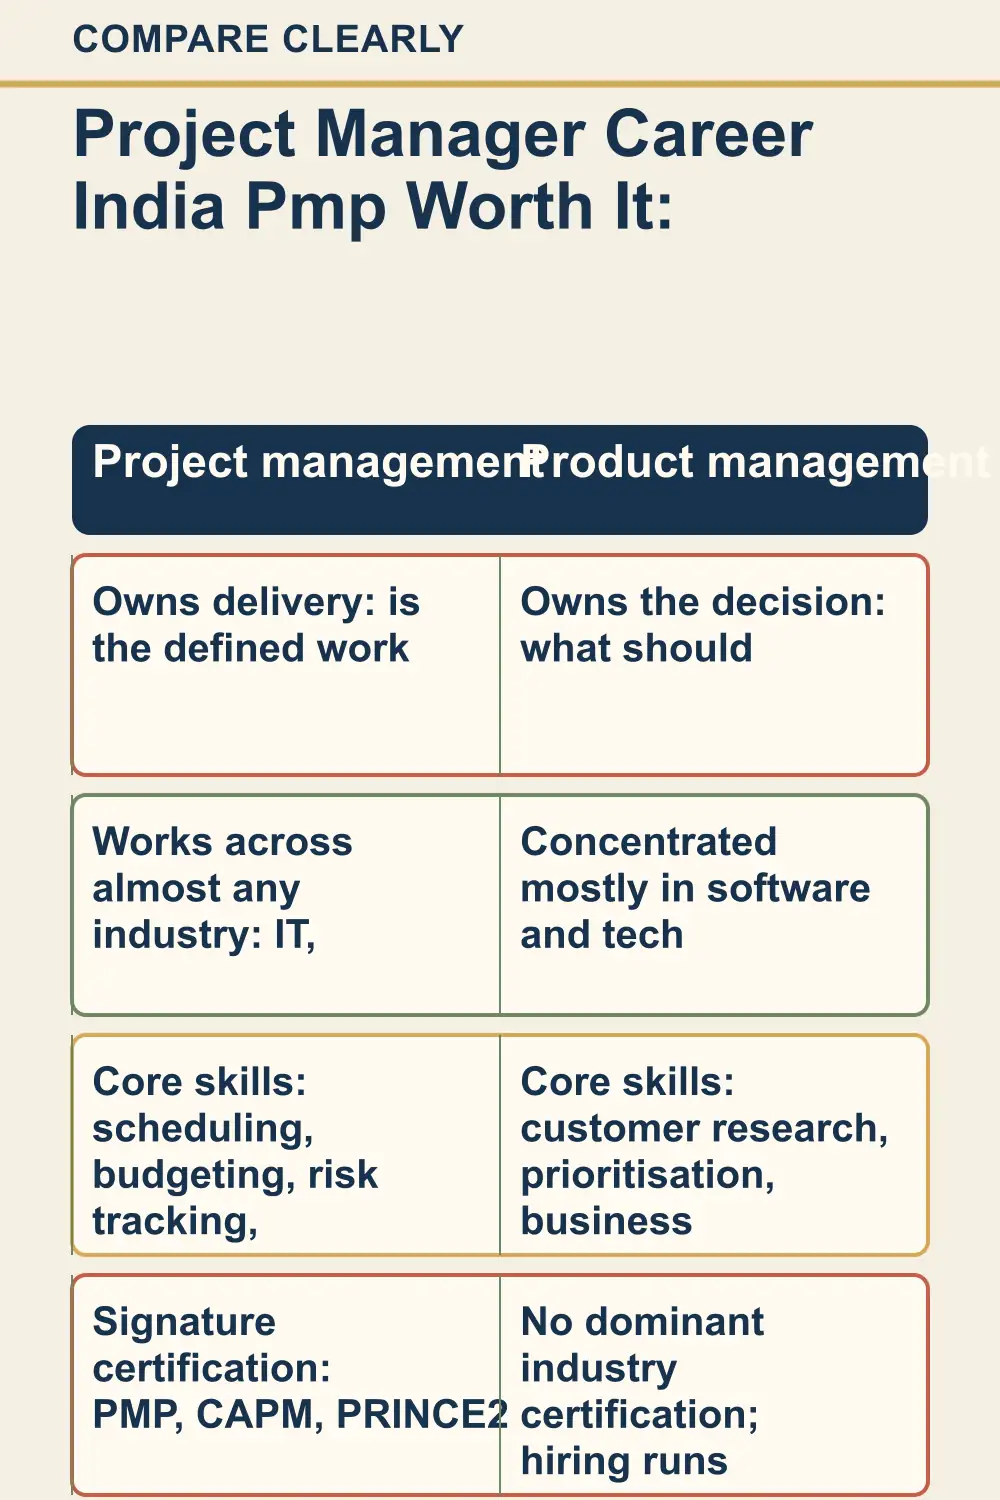 COMPARE CLEARLY
Project Manager Career
India Pmp Worth It:
Project management
Product management
Owns delivery: is
the defined work
Owns the decision:
what should
Works across
almost any
industry: IT,
Concentrated
mostly in software
and tech
Core skills:
scheduling,
budgeting, risk
tracking,
Core skills:
customer research,
prioritisation,
business
Signature
certification:
PMP, CAPM, PRINCE2
No dominant
industry
certification;
hiring runs